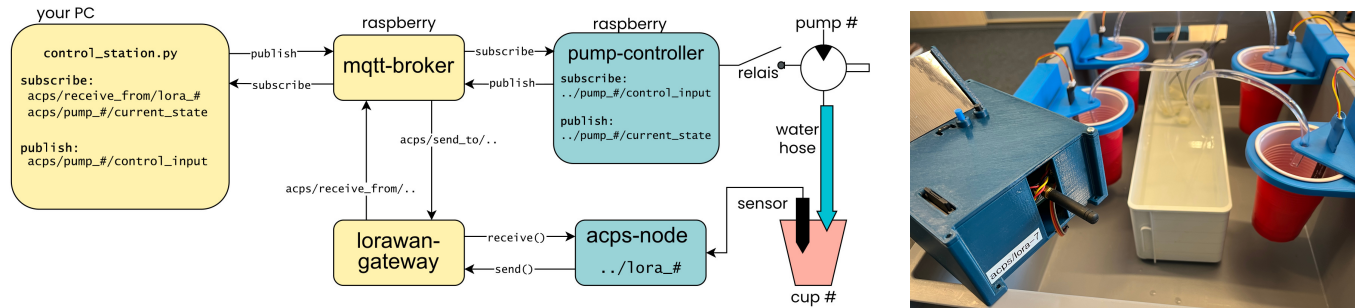 your PC
control_station.py
subscribe:
acps/receive_from/lora_#
acps/pump_#/current_state
publish:
acps/pump_#/control_input
publish
subscribe
raspberry
mqtt-broker
subscribe
publish
raspberry
pump-controller
subscribe:
../pump_#/control_input
publish:
../pump_#/current_state
relais
pump #
water
hose
acps/send_to/..
acps/receive_from/..
lorawan-
gateway
receive()
send()
acps-node
../lora_#
sensor
cup #
acps/lora-7